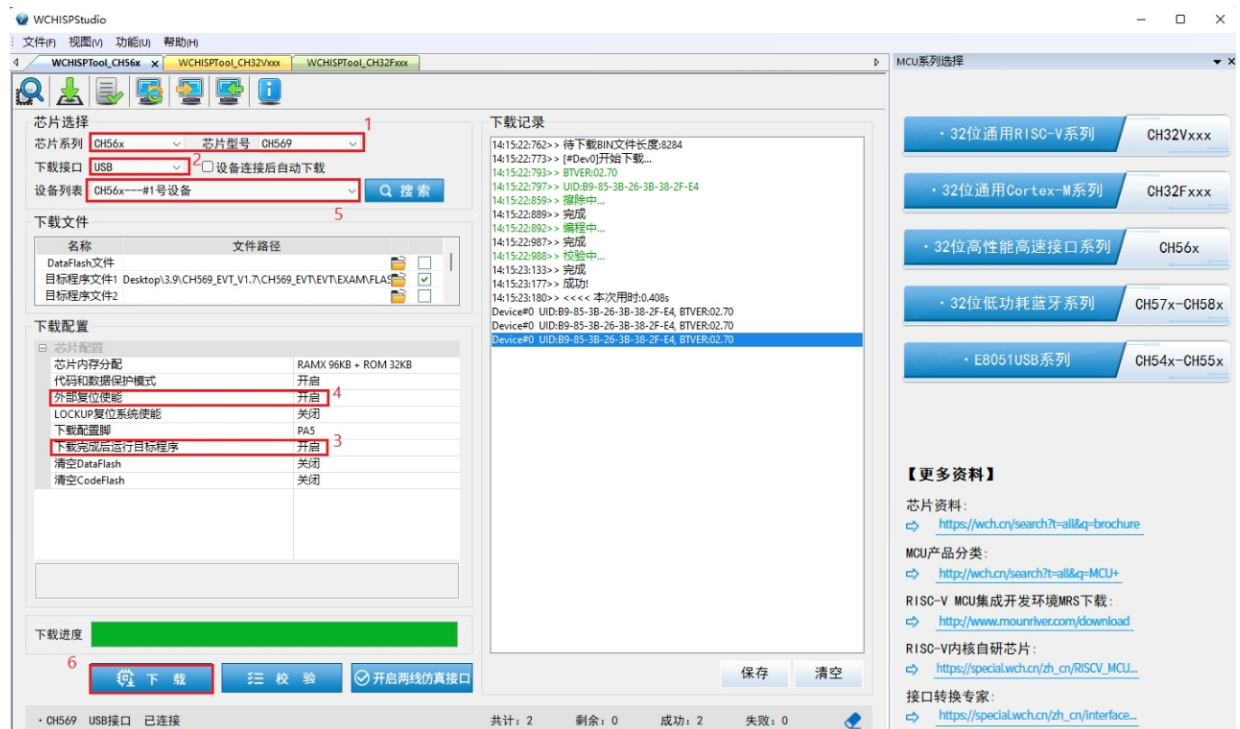 WCHISPStudio
文件(F) 视图(V) 功能(U) 帮助(H)
WCHISPTool_CH56x x WCHISPTool_CH32Vxxx WCHISPTool_CH32Fxxx
MCU系列选择
芯片选择
1
芯片系列 CH56x 芯片型号 CH569
下载接口 USB 2 设备连接后自动下载
设备列表 CH56x---#1号设备 搜索
5
下载文件
名称 文件路径
DataFlash文件
目标程序文件1 Desktop\3.9\CH569_EVT_V1.7\CH569_EVT\EVT\EXAM\FLAS
目标程序文件2
下载配置
芯片配置
芯片内存分配 RAMX 96KB + ROM 32KB
代码和数据保护模式 开启
外部复位使能 开启 4
LOCKUP复位系统使能 关闭
下载配置脚 PA5
下载完成后运行目标程序 开启 3
清空DataFlash 关闭
清空CodeFlash 关闭
下载进度
6
下 载 校 验 开启两线仿真接口
下载记录
14:15:22:762>> 待下载BIN文件长度:8284
14:15:22:773>> [#Dev0]开始下载...
14:15:22:793>> BTVER:02.70
14:15:22:797>> UID:B9-85-3B-26-3B-38-2F-E4
14:15:22:859>> 擦除中...
14:15:22:889>> 完成
14:15:22:892>> 编程中...
14:15:22:987>> 完成
14:15:22:988>> 校验中...
14:15:23:133>> 完成
14:15:23:177>> 成功!
14:15:23:180>> <<<< 本次用时:0.408s
Device#0 UID:B9-85-3B-26-3B-38-2F-E4, BTVER:02.70
Device#0 UID:B9-85-3B-26-3B-38-2F-E4, BTVER:02.70
Device#0 UID:B9-85-3B-26-3B-38-2F-E4, BTVER:02.70
保存 清空
·CH569 USB接口 已连接 共计: 2 剩余: 0 成功: 2 失败: 0
·32位通用RISC-V系列 CH32Vxxx
·32位通用Cortex-M系列 CH32Fxxx
·32位高性能高速接口系列 CH56x
·32位低功耗蓝牙系列 CH57x-CH58x
·E8051USB系列 CH54x-CH55x
【更多资料】
芯片资料:
https://wch.cn/search?t=all&q=brochure
MCU产品分类:
http://wch.cn/search?t=all&q=MCU+
RISC-V MCU集成开发环境MRS下载:
http://www.mounriver.com/download
RISC-V内核自研芯片:
https://special.wch.cn/zh_cn/RISCV_MCU...
接口转换专家:
https://special.wch.cn/zh_cn/interface...